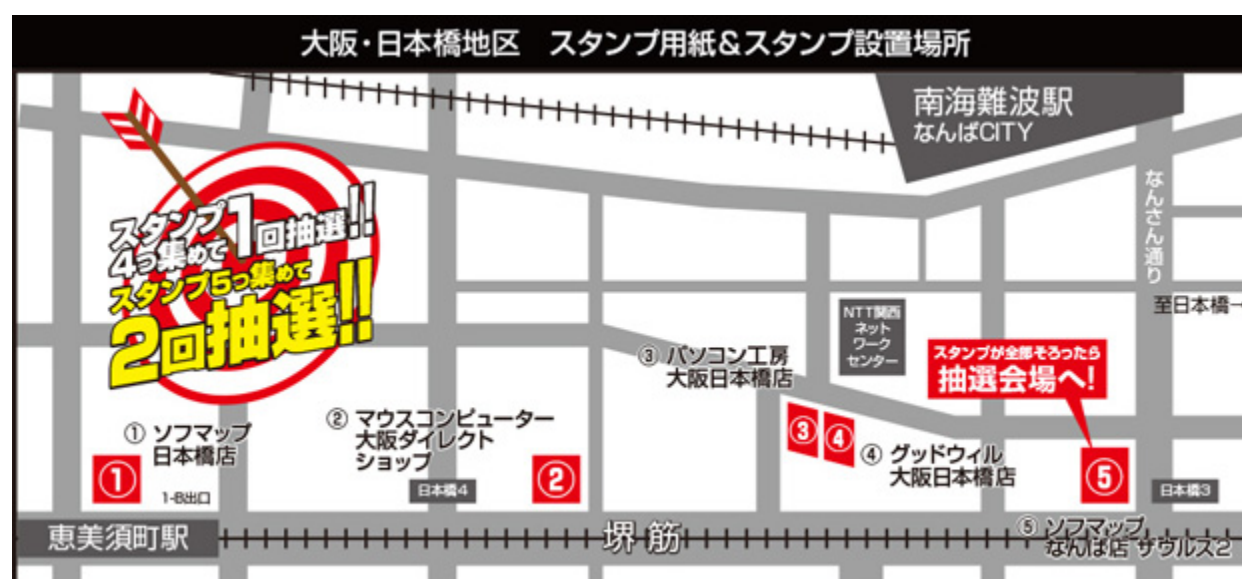 大阪・日本橋地区　スタンプ用紙＆スタンプ設置場所
南海難波駅
なんばCITY
なんさん通り
至日本橋→
スタンプ
4つ集めて1回抽選!!
スタンプ5つ集めて
2回抽選!!
NTT関西
ネット
ワーク
センター
③ パソコン工房
大阪日本橋店
スタンプが全部そろったら
抽選会場へ!
① ソフマップ
日本橋店
② マウスコンピューター
大阪ダイレクト
ショップ
③
④
④ グッドウィル
大阪日本橋店
①
1-B出口
日本橋4
②
⑤
日本橋3
恵美須町駅
堺筋
⑤ ソフマップ
なんば店 ザウルス2